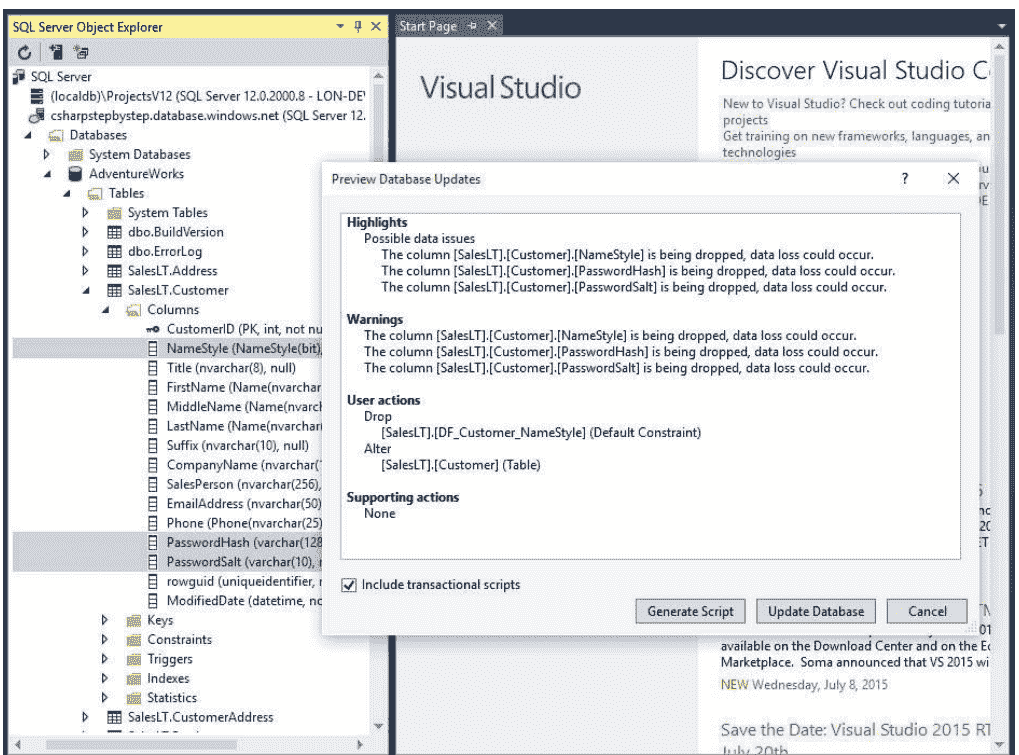 SQL Server Object Explorer
SQL Server
(localdb)\ProjectsV12 (SQL Server 12.0.2000.8 - LON-DE
csharpstepbystep.database.windows.net (SQL Server 12.
Databases
System Databases
AdventureWorks
Tables
System Tables
dbo.BuildVersion
dbo.ErrorLog
SalesLT.Address
SalesLT.Customer
Columns
CustomerID (PK, int, not nu
NameStyle (NameStyle(bit),
Title (nvarchar(8), null)
FirstName (Name(nvarchar
MiddleName (Name(nvarch
LastName (Name(nvarchar(
Suffix (nvarchar(10), null)
CompanyName (nvarchar(
SalesPerson (nvarchar(256),
EmailAddress (nvarchar(50)
Phone (Phone(nvarchar(25)
PasswordHash (varchar(128
PasswordSalt (varchar(10),
rowguid (uniqueidentifier,
ModifiedDate (datetime, no
Keys
Constraints
Triggers
Indexes
Statistics
SalesLT.CustomerAddress
Start Page
Visual Studio
Discover Visual Studio C
New to Visual Studio? Check out coding tutoria
projects
Get training on new frameworks, languages, an
technologies
Preview Database Updates
Highlights
Possible data issues
The column [SalesLT].[Customer].[NameStyle] is being dropped, data loss could occur.
The column [SalesLT].[Customer].[PasswordHash] is being dropped, data loss could occur.
The column [SalesLT].[Customer].[PasswordSalt] is being dropped, data loss could occur.
Warnings
The column [SalesLT].[Customer].[NameStyle] is being dropped, data loss could occur.
The column [SalesLT].[Customer].[PasswordHash] is being dropped, data loss could occur.
The column [SalesLT].[Customer].[PasswordSalt] is being dropped, data loss could occur.
User actions
Drop
[SalesLT].[DF_Customer_NameStyle] (Default Constraint)
Alter
[SalesLT].[Customer] (Table)
Supporting actions
None
Include transactional scripts
Generate Script Update Database Cancel
available on the Download Center and on the Ec
Marketplace. Soma announced that VS 2015 wi
NEW Wednesday, July 8, 2015
Save the Date: Visual Studio 2015 RT
July 20th